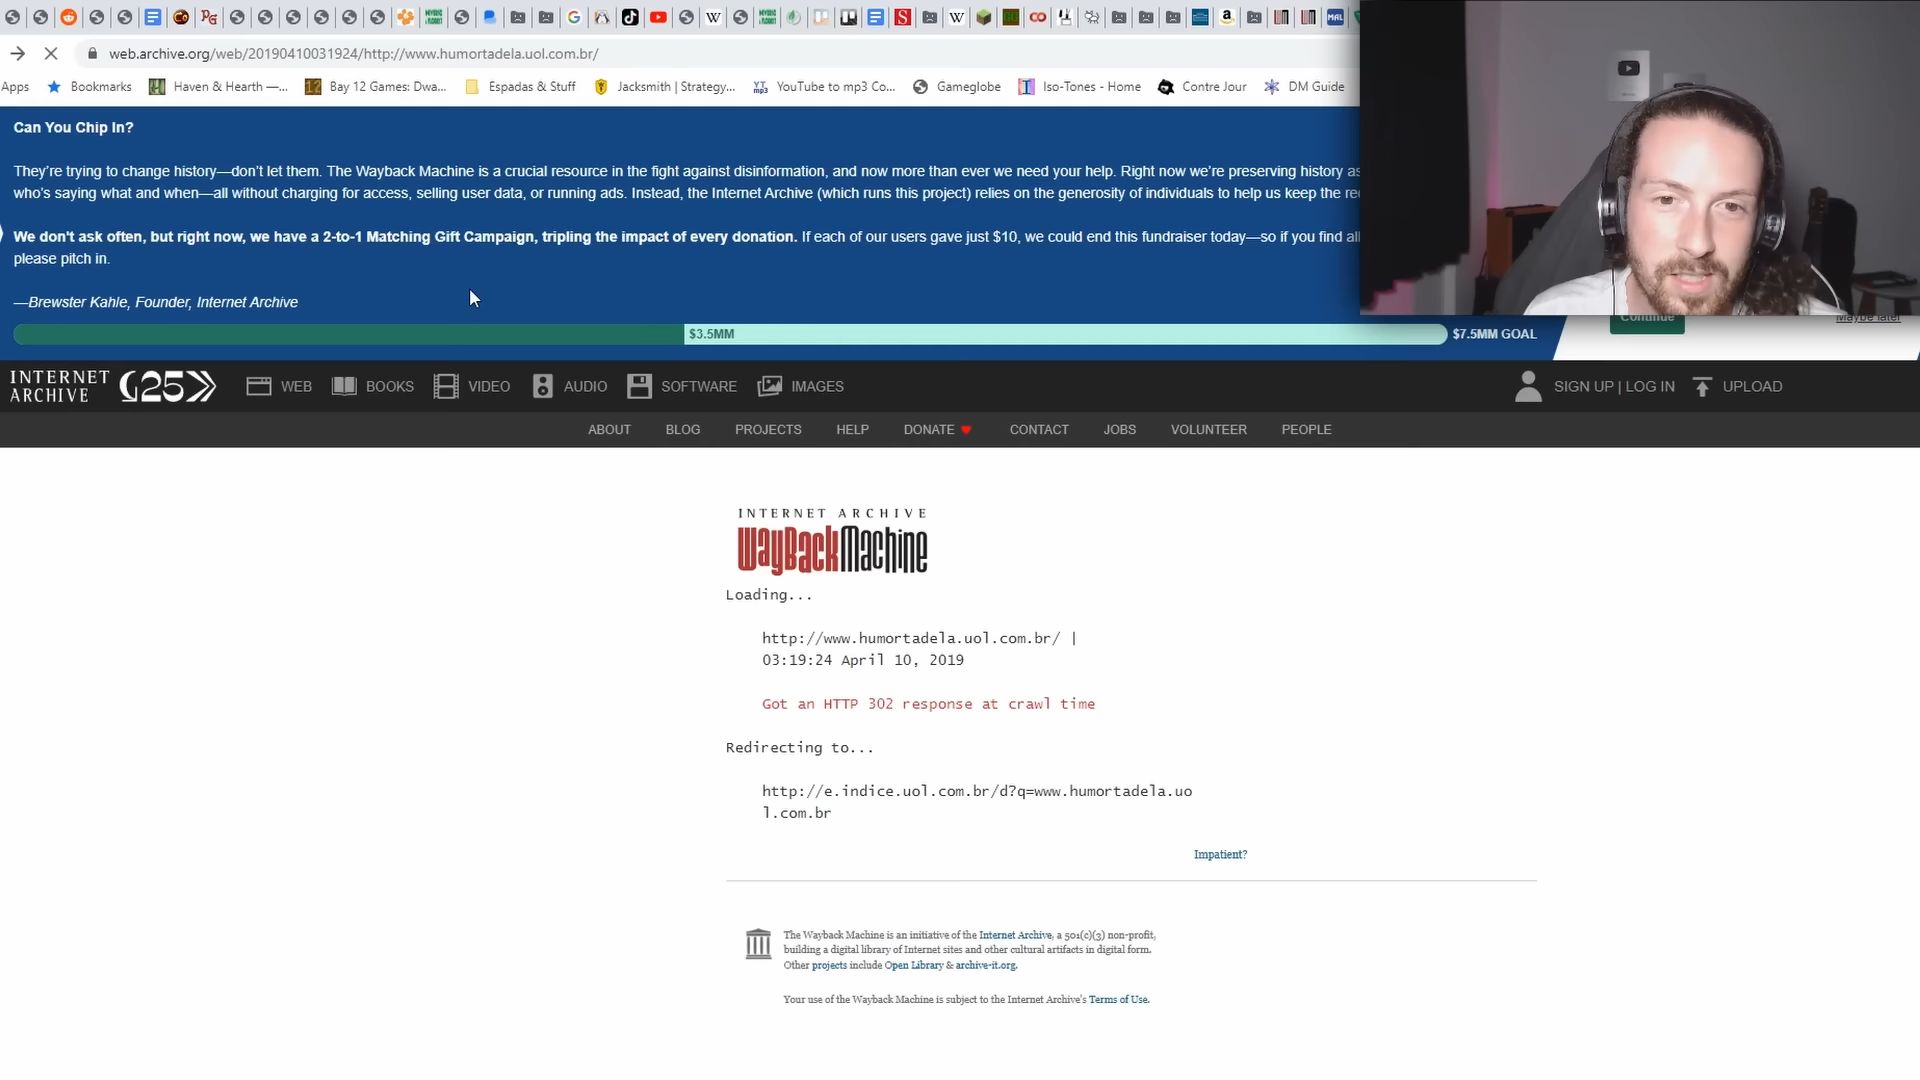 web.archive.org/web/20190410031924/http://www.humortadela.uol.com.br/
Apps Bookmarks Haven & Hearth —... Bay 12 Games: Dwa... Espadas & Stuff Jacksmith | Strategy... YouTube to mp3 Co... Gameglobe Iso-Tones - Home Contre Jour DM Guide
Can You Chip In?
They're trying to change history—don't let them. The Wayback Machine is a crucial resource in the fight against disinformation, and now more than ever we need your help. Right now we're preserving history as
who's saying what and when—all without charging for access, selling user data, or running ads. Instead, the Internet Archive (which runs this project) relies on the generosity of individuals to help us keep the
We don't ask often, but right now, we have a 2-to-1 Matching Gift Campaign, tripling the impact of every donation. If each of our users gave just $10, we could end this fundraiser today—so if you find
please pitch in.
—Brewster Kahle, Founder, Internet Archive
$3.5MM $7.5MM GOAL
Continue Maybe later
INTERNET ARCHIVE 25 WEB BOOKS VIDEO AUDIO SOFTWARE IMAGES SIGN UP | LOG IN UPLOAD
ABOUT BLOG PROJECTS HELP DONATE CONTACT JOBS VOLUNTEER PEOPLE
INTERNET ARCHIVE
WayBackMachine
Loading...
http://www.humortadela.uol.com.br/ |
03:19:24 April 10, 2019
Got an HTTP 302 response at crawl time
Redirecting to...
http://e.indice.uol.com.br/d?q=www.humortadela.uo
l.com.br
Impatient?
The Wayback Machine is an initiative of the Internet Archive, a 501(c)(3) non-profit,
building a digital library of Internet sites and other cultural artifacts in digital form.
Other projects include Open Library & archive-it.org.
Your use of the Wayback Machine is subject to the Internet Archive's Terms of Use.